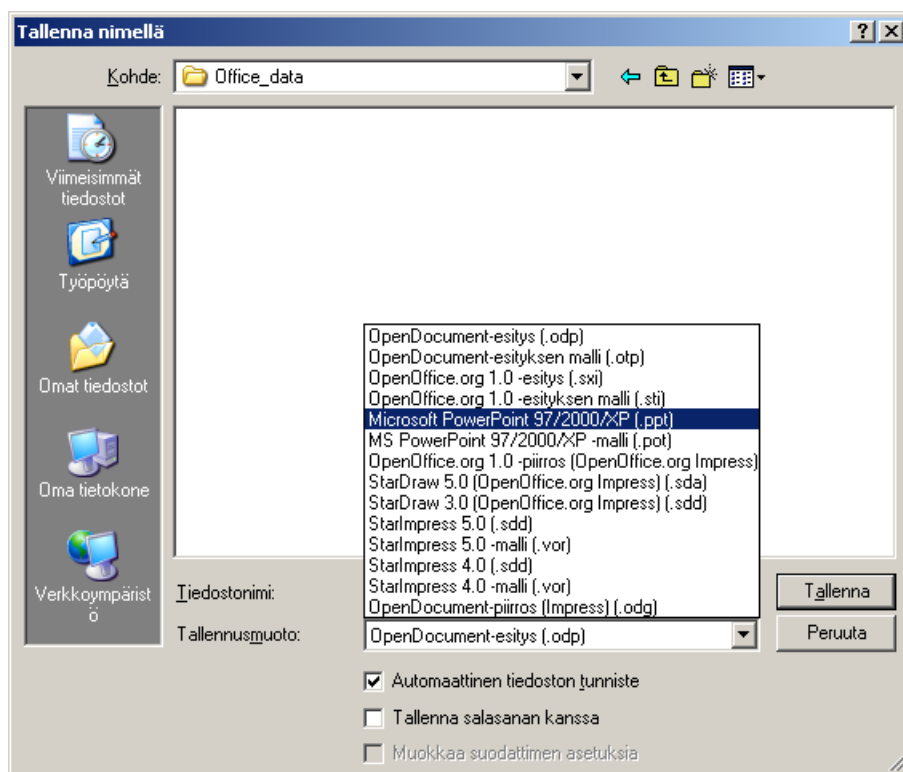 Tallenna nimellä
Kohde:
Office_data
Viimeisimmät
tiedostot
Työpöytä
Omat tiedostot
Oma tietokone
Verkkoympärist
ö
OpenDocument-esitys (.odp)
OpenDocument-esityksen malli (.otp)
OpenOffice.org 1.0 -esitys (.sxi)
OpenOffice.org 1.0 -esityksen malli (.sti)
Microsoft PowerPoint 97/2000/XP (.ppt)
MS PowerPoint 97/2000/XP -malli (.pot)
OpenOffice.org 1.0 -piirros (OpenOffice.org Impress)
StarDraw 5.0 (OpenOffice.org Impress) (.sda)
StarDraw 3.0 (OpenOffice.org Impress) (.sdd)
StarImpress 5.0 (.sdd)
StarImpress 5.0 -malli (.vor)
StarImpress 4.0 (.sdd)
StarImpress 4.0 -malli (.vor)
OpenDocument-piirros (Impress) (.odg)
Tiedostonimi:
Tallenna
Tallennusmuoto:
OpenDocument-esitys (.odp)
Peruuta
Automaattinen tiedoston tunniste
Tallenna salasanan kanssa
Muokkaa suodattimen asetuksia